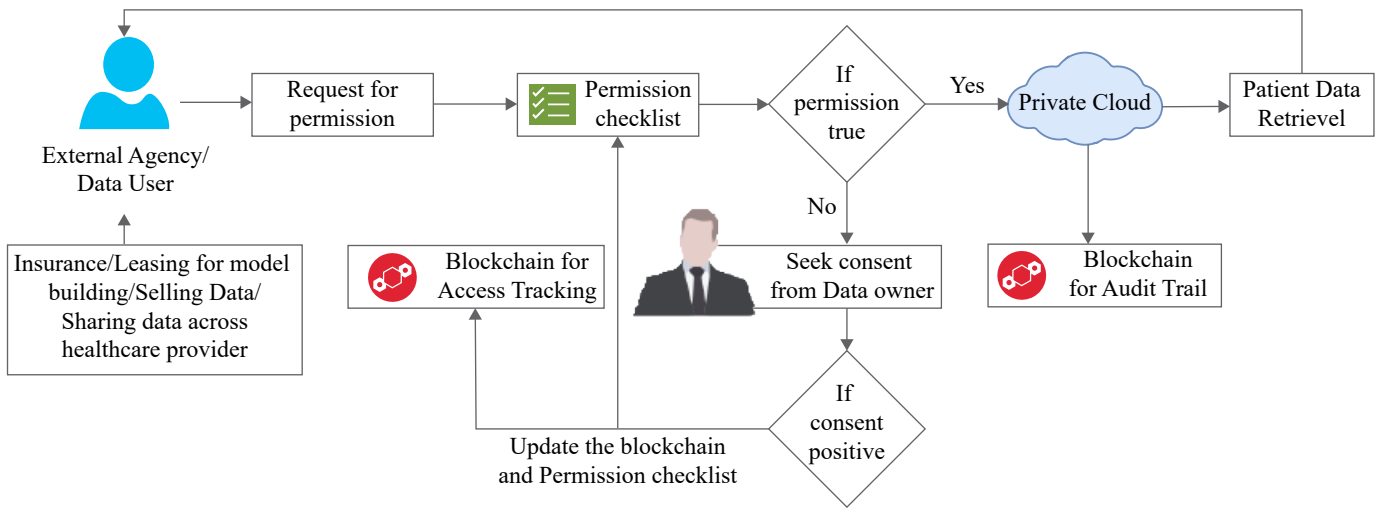 External Agency/
Data User
Request for
permission
Permission
checklist
If
permission
true
Yes
Private Cloud
Patient Data
Retrievel
No
Insurance/Leasing for model
building/Selling Data/
Sharing data across
healthcare provider
Blockchain for
Access Tracking
Seek consent
from Data owner
Blockchain
for Audit Trail
If
consent
positive
Update the blockchain
and Permission checklist